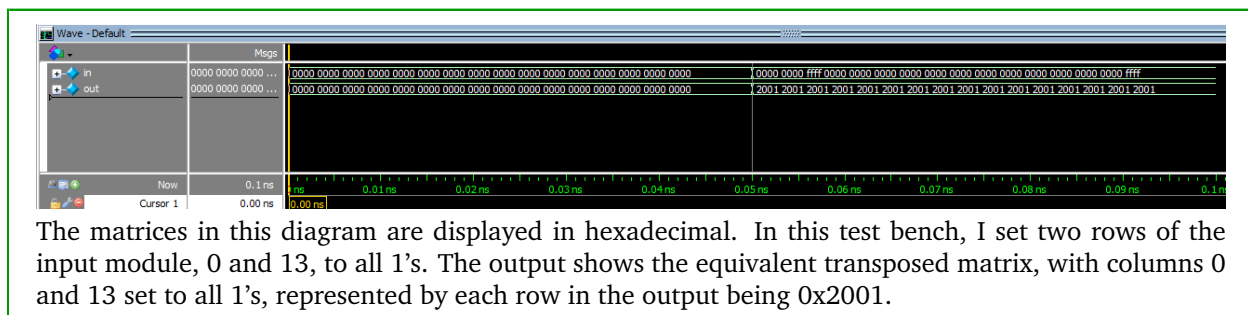 Wave - Default
Msgs
in
0000 0000 0000 ...
0000 0000 0000 0000 0000 0000 0000 0000 0000 0000 0000 0000 0000 0000 0000 0000
0000 0000 ffff 0000 0000 0000 0000 0000 0000 0000 0000 0000 0000 0000 0000 ffff
out
0000 0000 0000 ...
0000 0000 0000 0000 0000 0000 0000 0000 0000 0000 0000 0000 0000 0000 0000 0000
2001 2001 2001 2001 2001 2001 2001 2001 2001 2001 2001 2001 2001 2001 2001 2001
Now
0.1 ns
ns
0.01 ns
0.02 ns
0.03 ns
0.04 ns
0.05 ns
0.06 ns
0.07 ns
0.08 ns
0.09 ns
0.1 n
Cursor 1
0.00 ns
0.00 ns
The matrices in this diagram are displayed in hexadecimal. In this test bench, I set two rows of the
input module, 0 and 13, to all 1's. The output shows the equivalent transposed matrix, with columns 0
and 13 set to all 1's, represented by each row in the output being 0x2001.